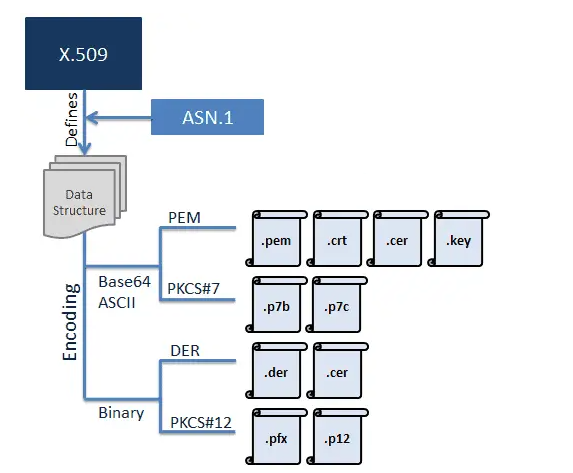 X.509
Defines
ASN.1
Data
Structure
Encoding
PEM
.pem .crt .cer .key
Base64
ASCII
PKCS#7
.p7b .p7c
DER
.der .cer
Binary
PKCS#12
.pfx .p12